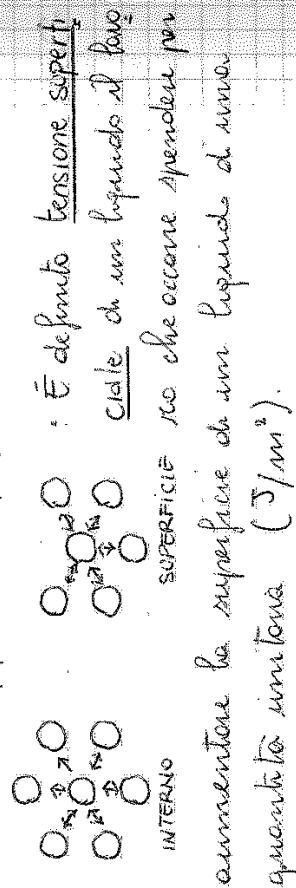 . È definito tensione superfi
ciale di un liquido il lavo
INTERNO SUPERFICIE ro che occorre spendere per
aumentare la superficie di un liquido di una
quantità unitaria (J/m²).